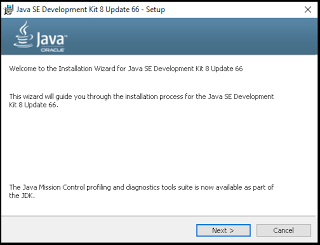 Java SE Development Kit 8 Update 66 - Setup
Java
ORACLE
Welcome to the Installation Wizard for Java SE Development Kit 8 Update 66
This wizard will guide you through the installation process for the Java SE Development
Kit 8 Update 66.
The Java Mission Control profiling and diagnostics tools suite is now available as part of
the JDK.
Next >
Cancel